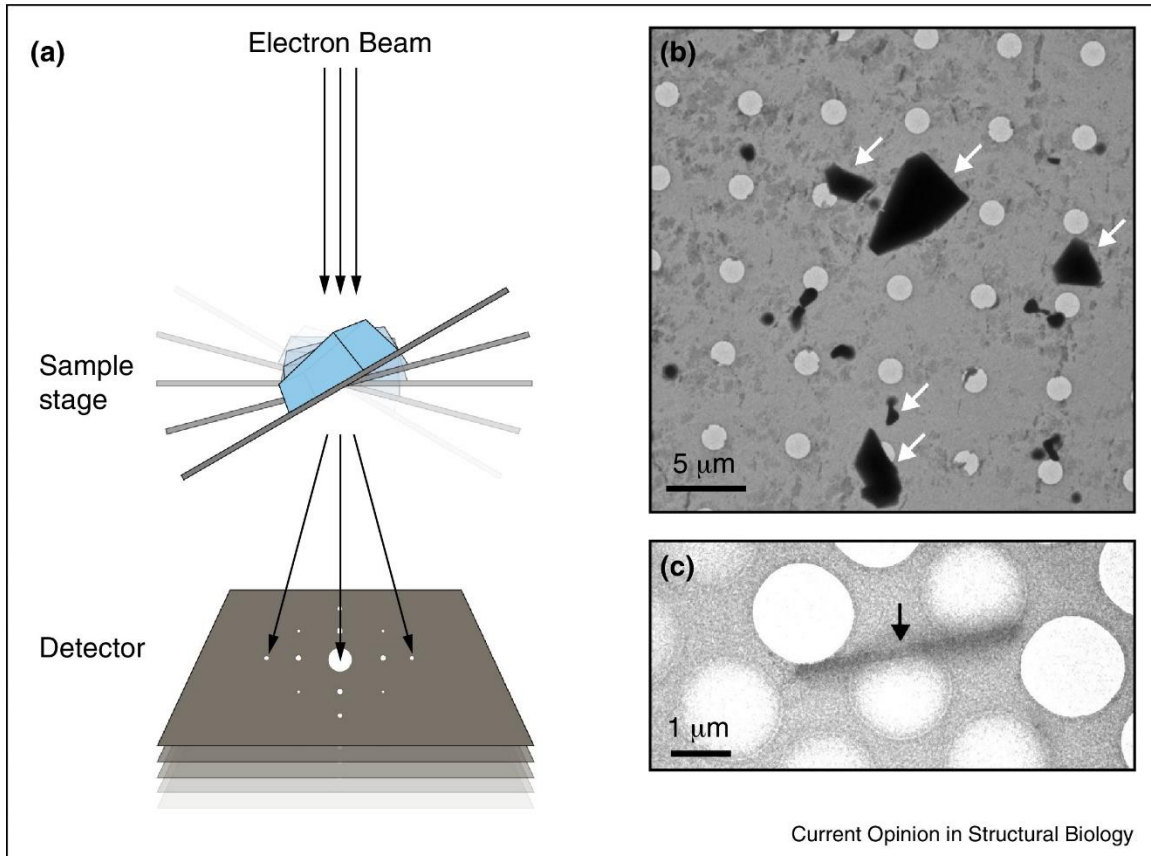 (a)
Electron Beam
Sample
stage
Detector
(b)
5 μm
(c)
1 μm
Current Opinion in Structural Biology